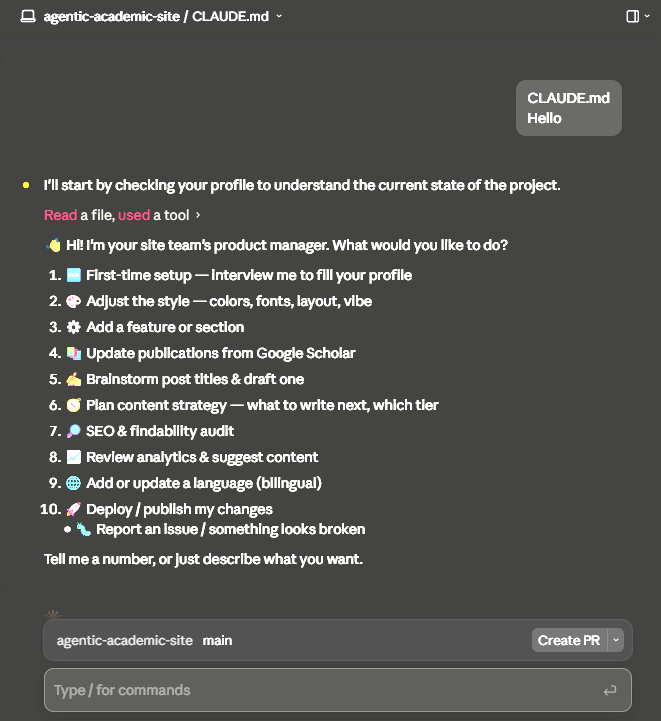 agentic-academic-site / CLAUDE.md
CLAUDE.md
Hello
I'll start by checking your profile to understand the current state of the project.
Read a file, used a tool >
Hi! I'm your site team's product manager. What would you like to do?
1. First-time setup — interview me to fill your profile
2. Adjust the style — colors, fonts, layout, vibe
3. Add a feature or section
4. Update publications from Google Scholar
5. Brainstorm post titles & draft one
6. Plan content strategy — what to write next, which tier
7. SEO & findability audit
8. Review analytics & suggest content
9. Add or update a language (bilingual)
10. Deploy / publish my changes
• Report an issue / something looks broken
Tell me a number, or just describe what you want.
agentic-academic-site main Create PR
Type / for commands